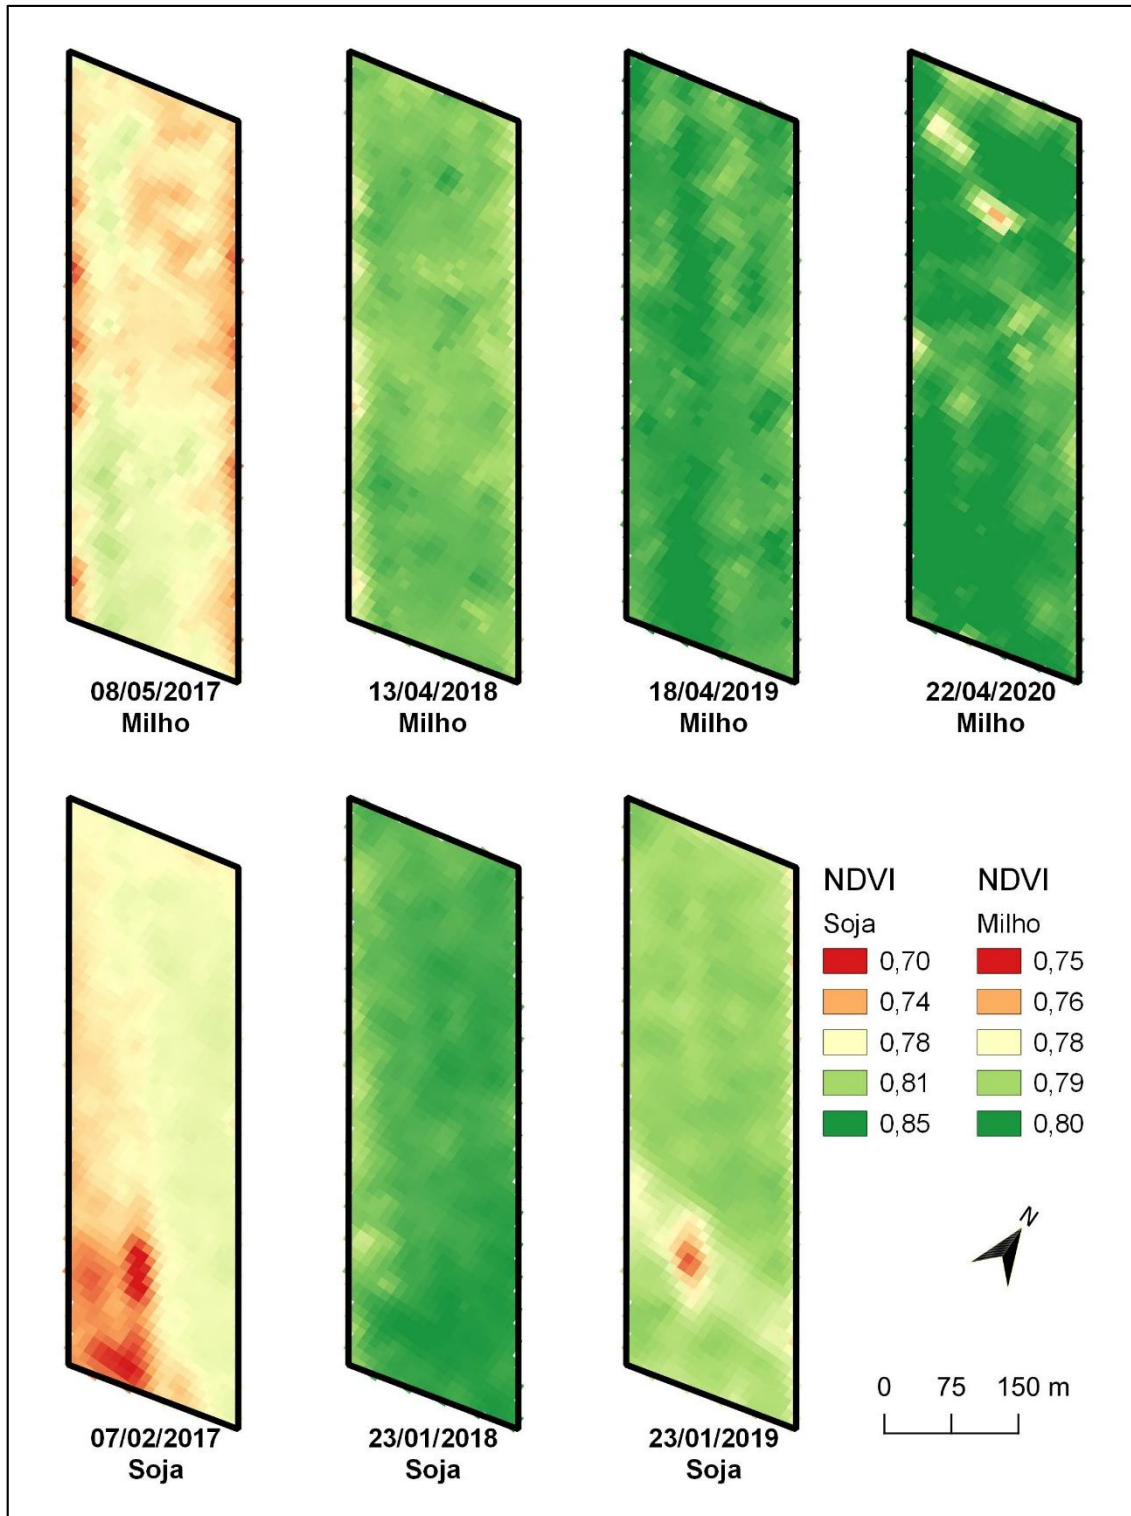 08/05/2017
Milho
13/04/2018
Milho
18/04/2019
Milho
22/04/2020
Milho
07/02/2017
Soja
23/01/2018
Soja
23/01/2019
Soja
NDVI
Soja
0,70
0,74
0,78
0,81
0,85
NDVI
Milho
0,75
0,76
0,78
0,79
0,80
N
0 75 150 m